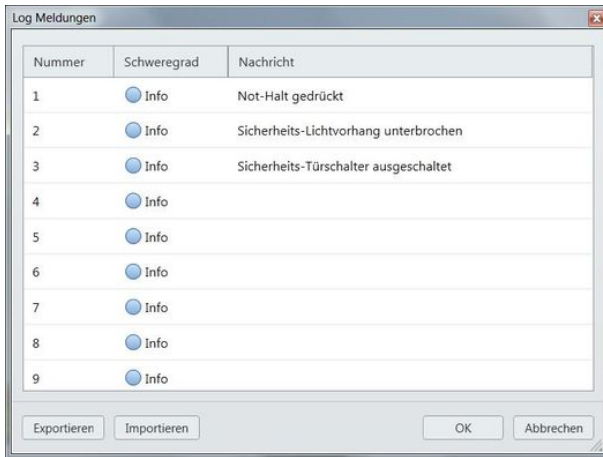 Log Meldungen
Nummer Schweregrad Nachricht
1 Info Not-Halt gedrückt
2 Info Sicherheits-Lichtvorhang unterbrochen
3 Info Sicherheits-Türschalter ausgeschaltet
4 Info
5 Info
6 Info
7 Info
8 Info
9 Info
Exportieren Importieren OK Abbrechen